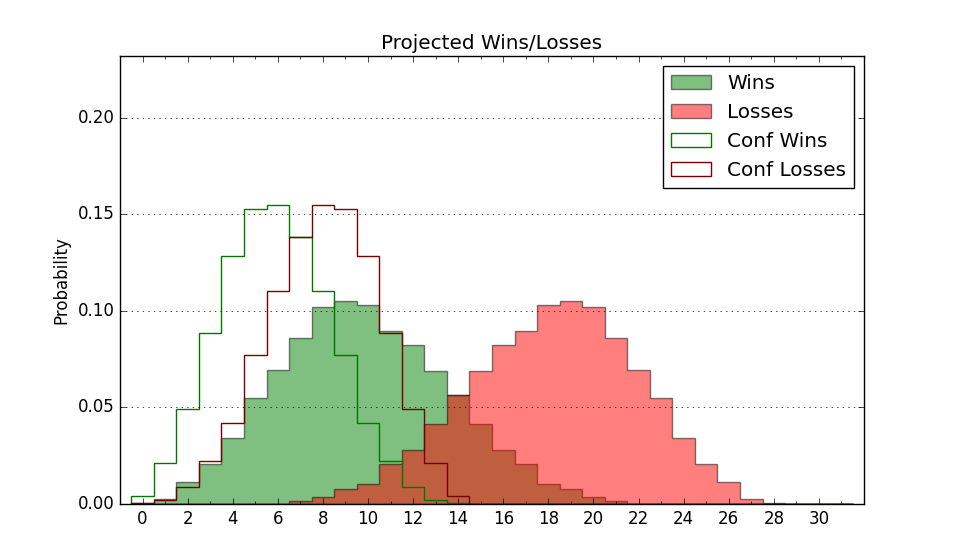 Projected Wins/Losses
Wins
Losses
Conf Wins
Conf Losses
Probability
0.20
0.15
0.10
0.05
0.00
0 2 4 6 8 10 12 14 16 18 20 22 24 26 28 30